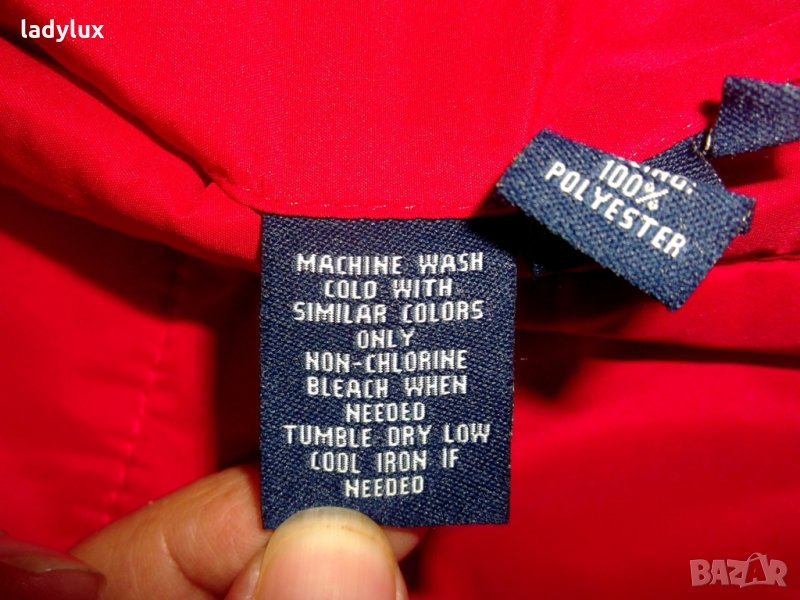 ladylux
100%
POLYESTER
MACHINE WASH
COLD WITH
SIMILAR COLORS
ONLY
NON-CHLORINE
BLEACH WHEN
NEEDED
TUMBLE DRY LOW
COOL IRON IF
NEEDED
BAZAR